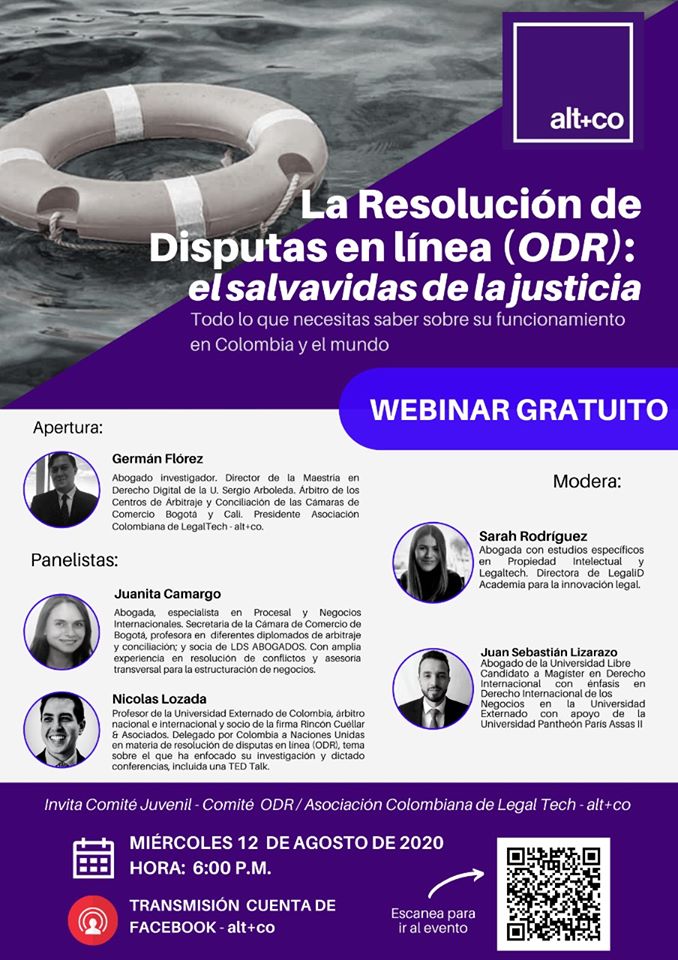 alt+co
La Resolución de
Disputas en línea (ODR):
el salvavidas de la justicia
Todo lo que necesitas saber sobre su funcionamiento
en Colombia y el mundo
WEBINAR GRATUITO
Apertura:
Germán Flórez
Abogado investigador. Director de la Maestria en
Derecho Digital de la U. Sergio Arboleda. Árbitro de los
Centros de Arbitraje y Conciliación de las Cámaras de
Comercio Bogotá y Cali. Presidente Asociación
Colombiana de LegalTech - alt+co.
Panelistas:
Juanita Camargo
Abogada, especialista en Procesal y Negocios
Internacionales. Secretaria de la Cámara de Comercio de
Bogotá, profesora en diferentes diplomados de arbitraje
y conciliación; y socia de LDS ABOGADOS. Con amplia
experiencia en resolución de conflictos y asesoria
transversal para la estructuración de negocios.
Nicolas Lozada
Profesor de la Universidad Externado de Colombia, árbitro
nacional e internacional y socio de la firma Rincón Cuellar
& Asociados. Delegado por Colombia a Naciones Unidas
en materia de resolución de disputas en línea (ODR), tema
sobre el que ha enfocado su investigación y dictado
conferencias, incluida una TED Talk.
Modera:
Sarah Rodríguez
Abogada con estudios específicos
en Propiedad Intelectual y
Legaltech. Directora de LegaliD
Academia para la innovación legal.
Juan Sebastián Lizarazo
Abogado de la Universidad Libre
Candidato a Magíster en Derecho
Internacional con énfasis en
Derecho Internacional de los
Negocios en la Universidad
Externado con apoyo de la
Universidad Pantheón París Assas II
Invita Comité Juvenil - Comité ODR / Asociación Colombiana de Legal Tech - alt+co
MIÉRCOLES 12 DE AGOSTO DE 2020
HORA: 6:00 P.M.
TRANSMISIÓN CUENTA DE
FACEBOOK - alt+co
Escanea para
ir al evento